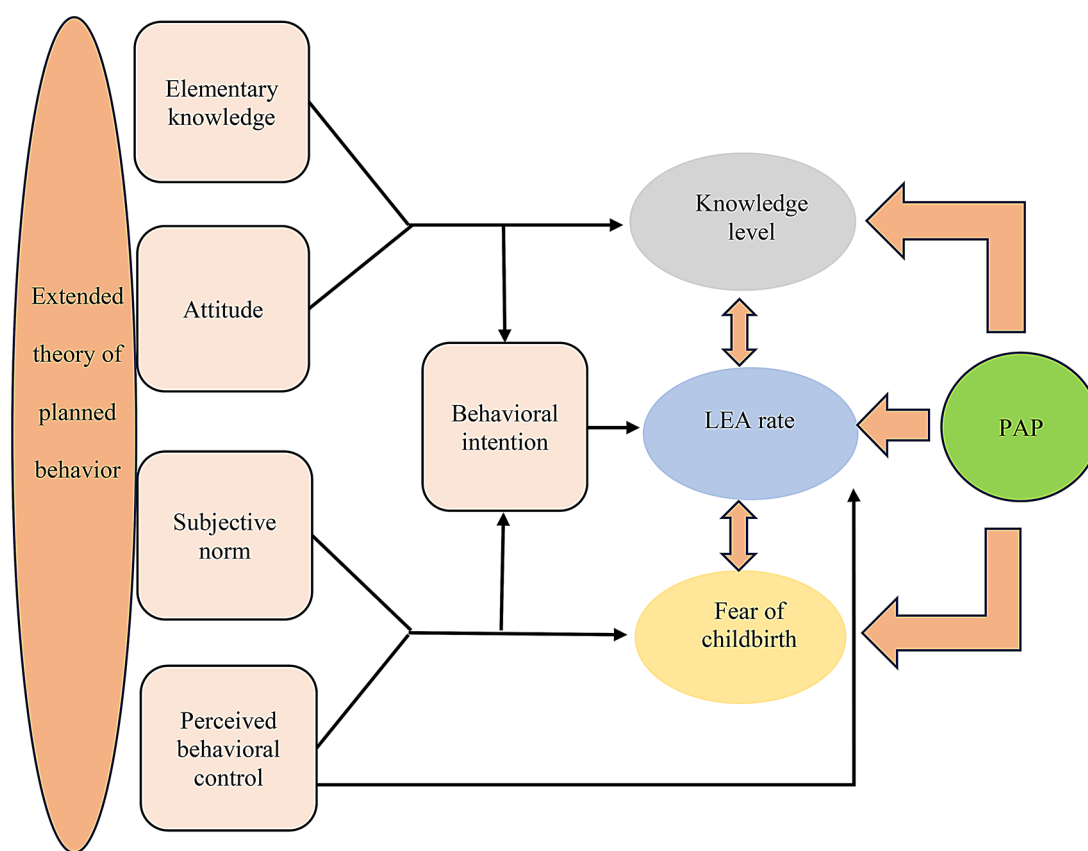 Extended
theory of
planned
behavior
Elementary
knowledge
Attitude
Subjective
norm
Perceived
behavioral
control
Behavioral
intention
Knowledge
level
LEA rate
Fear of
childbirth
PAP